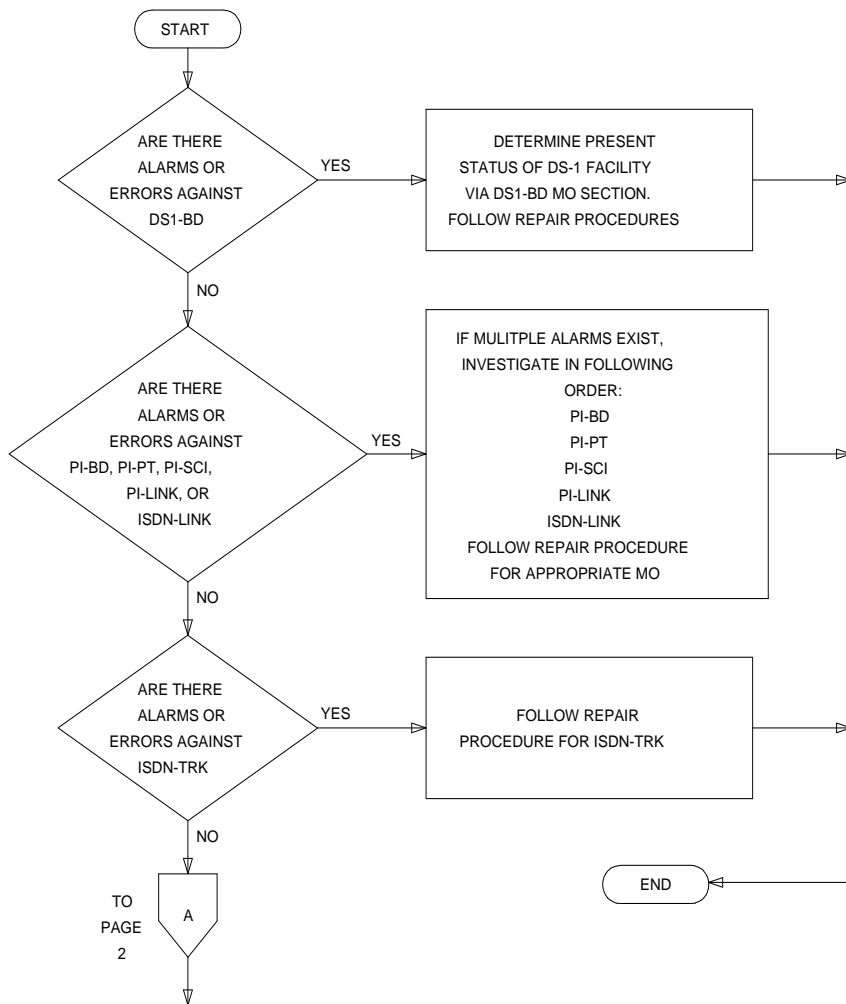 START
ARE THERE
ALARMS OR
ERRORS AGAINST
DS1-BD
YES
DETERMINE PRESENT
STATUS OF DS-1 FACILITY
VIA DS1-BD MO SECTION.
FOLLOW REPAIR PROCEDURES
NO
ARE THERE
ALARMS OR
ERRORS AGAINST
PI-BD, PI-PT, PI-SCI,
PI-LINK, OR
ISDN-LINK
YES
IF MULITPLE ALARMS EXIST,
INVESTIGATE IN FOLLOWING
ORDER:
PI-BD
PI-PT
PI-SCI
PI-LINK
ISDN-LINK
FOLLOW REPAIR PROCEDURE
FOR APPROPRIATE MO
NO
ARE THERE
ALARMS OR
ERRORS AGAINST
ISDN-TRK
YES
FOLLOW REPAIR
PROCEDURE FOR ISDN-TRK
NO
TO
PAGE
2
A
END